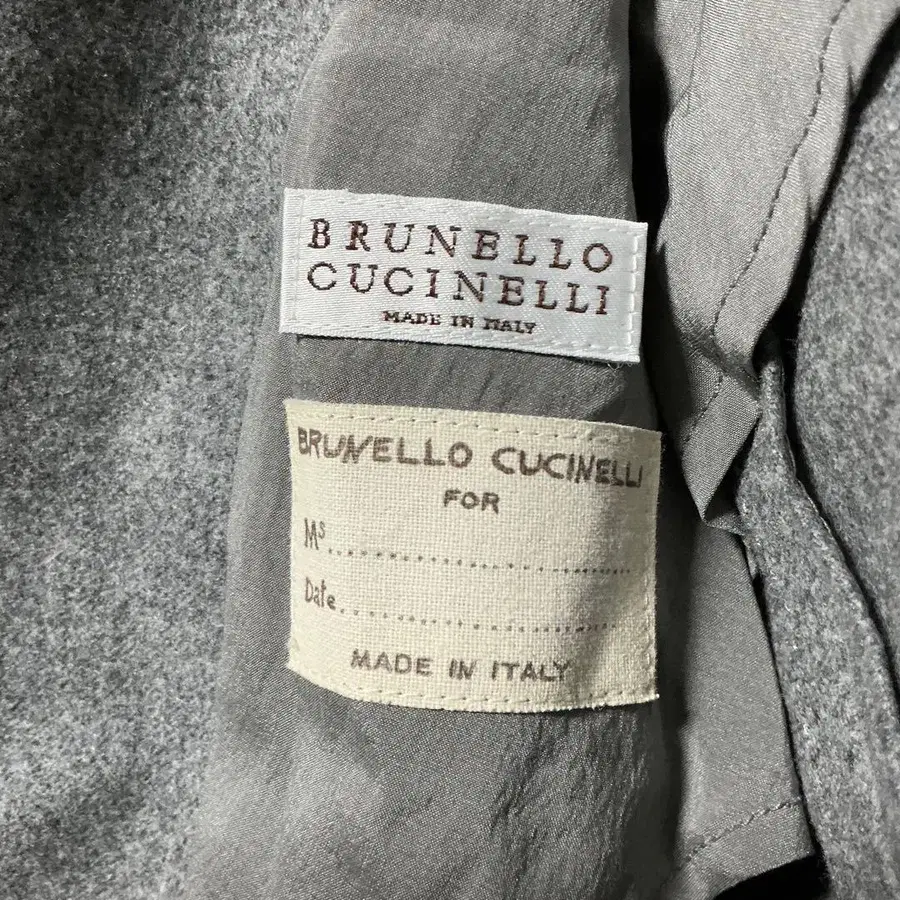 BRUNELLO
CUCINELLI
MADE IN ITALY
BRUNELLO CUCINELLI
FOR
Ms..............................
Date............................
MADE IN ITALY